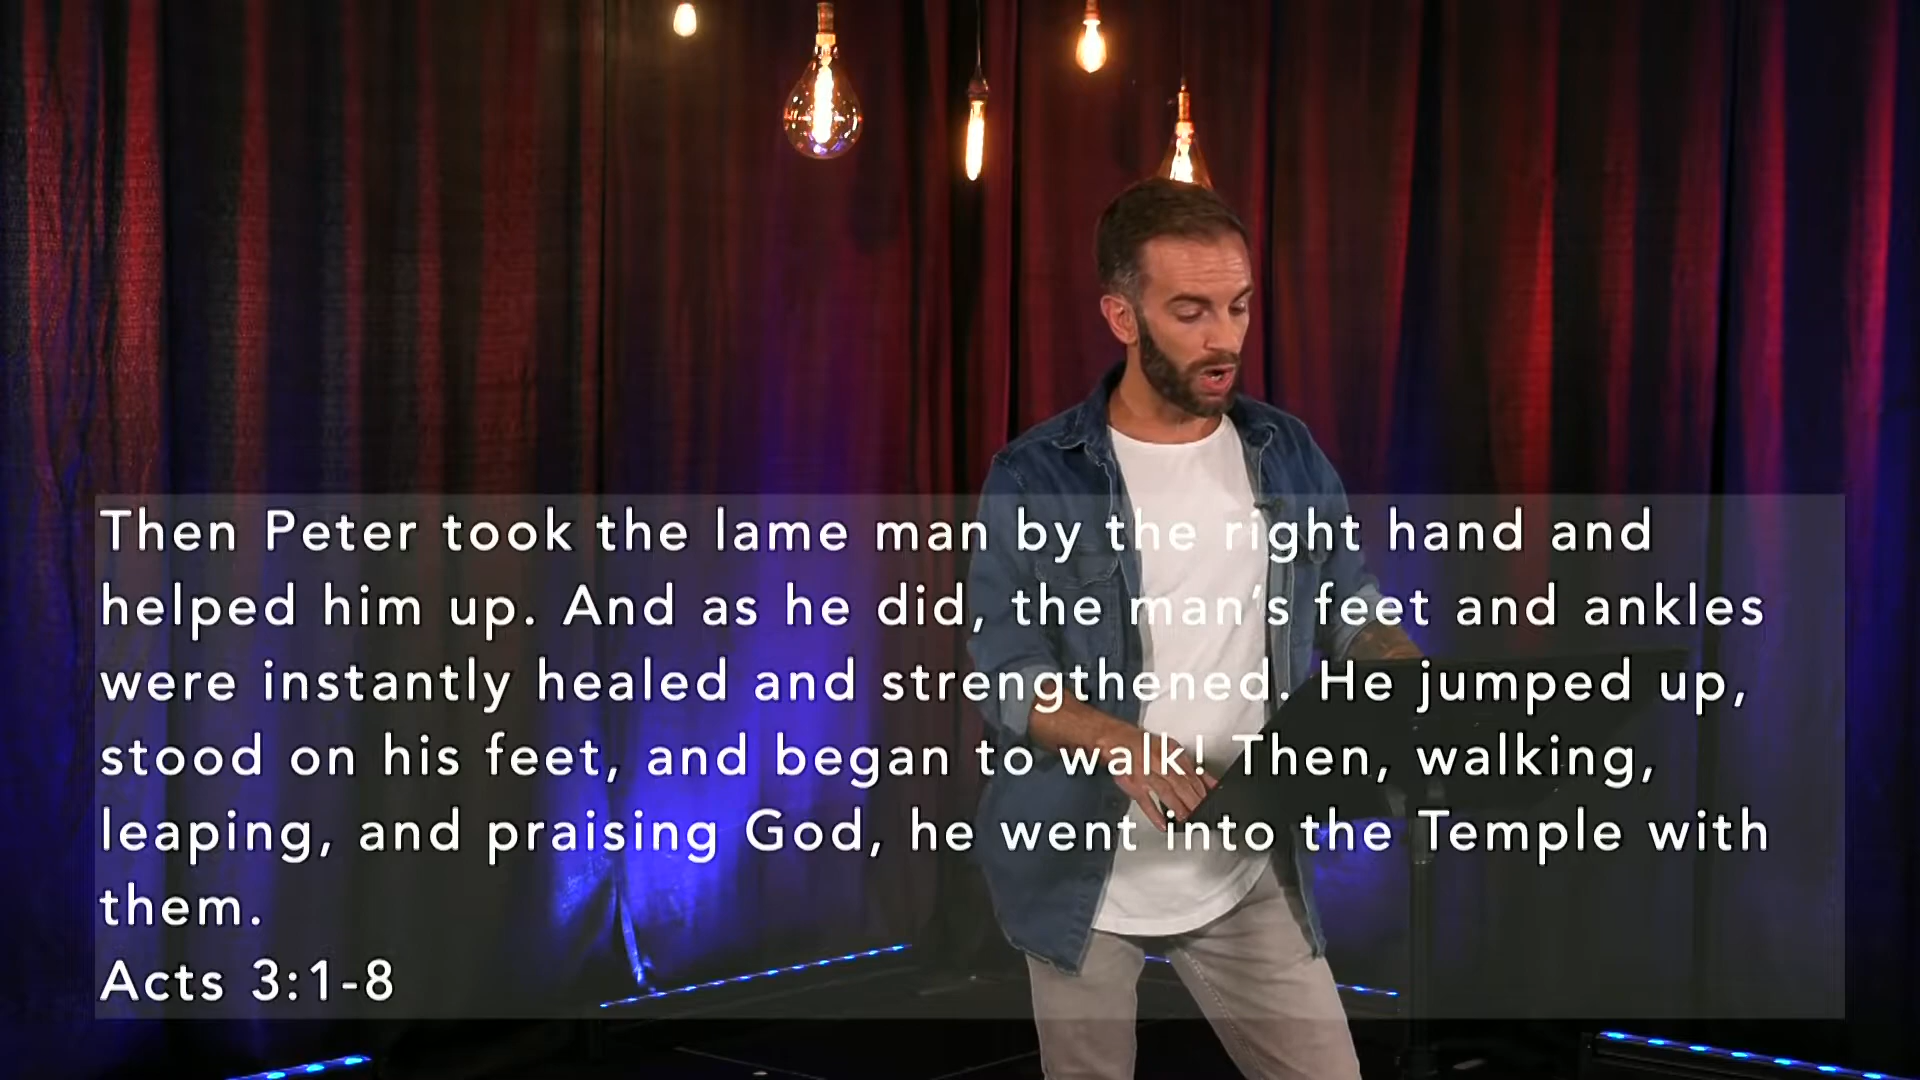 Then Peter took the lame man by the right hand and
helped him up. And as he did, the man's feet and ankles
were instantly healed and strengthened. He jumped up,
stood on his feet, and began to walk! Then, walking,
leaping, and praising God, he went into the Temple with
them.
Acts 3:1-8